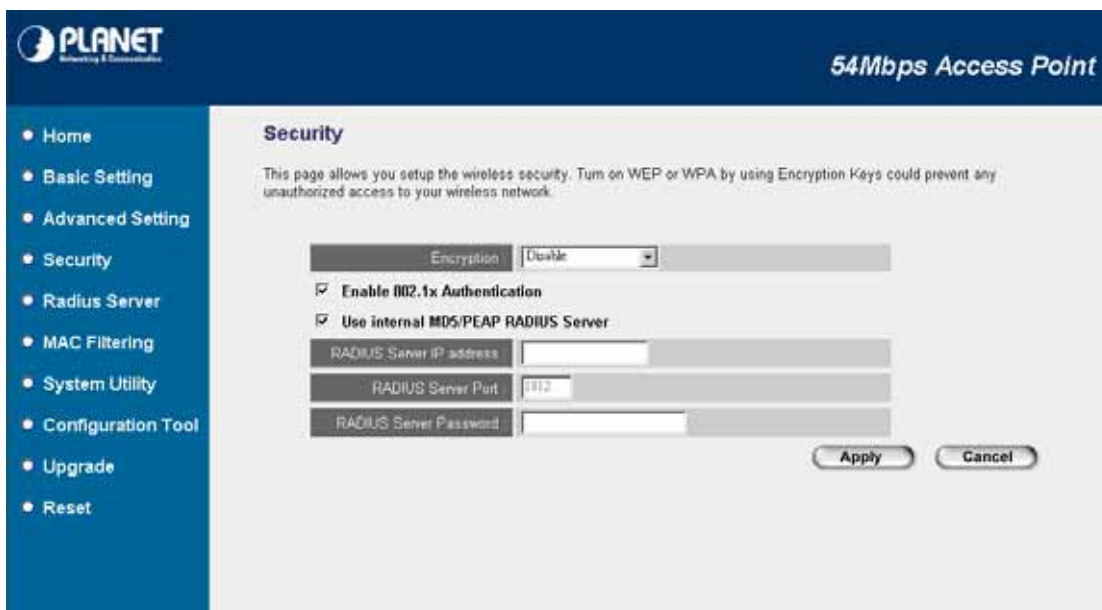 PLANET
Networking & Communication
54Mbps Access Point
Home
Basic Setting
Advanced Setting
Security
Radius Server
MAC Filtering
System Utility
Configuration Tool
Upgrade
Reset
Security
This page allows you setup the wireless security. Turn on WEP or WPA by using Encryption Keys could prevent any
unauthorized access to your wireless network.
Encryption Disable
Enable 802.1x Authentication
Use internal MD5/PEAP RADIUS Server
RADIUS Server IP address
RADIUS Server Port 1812
RADIUS Server Password
Apply Cancel